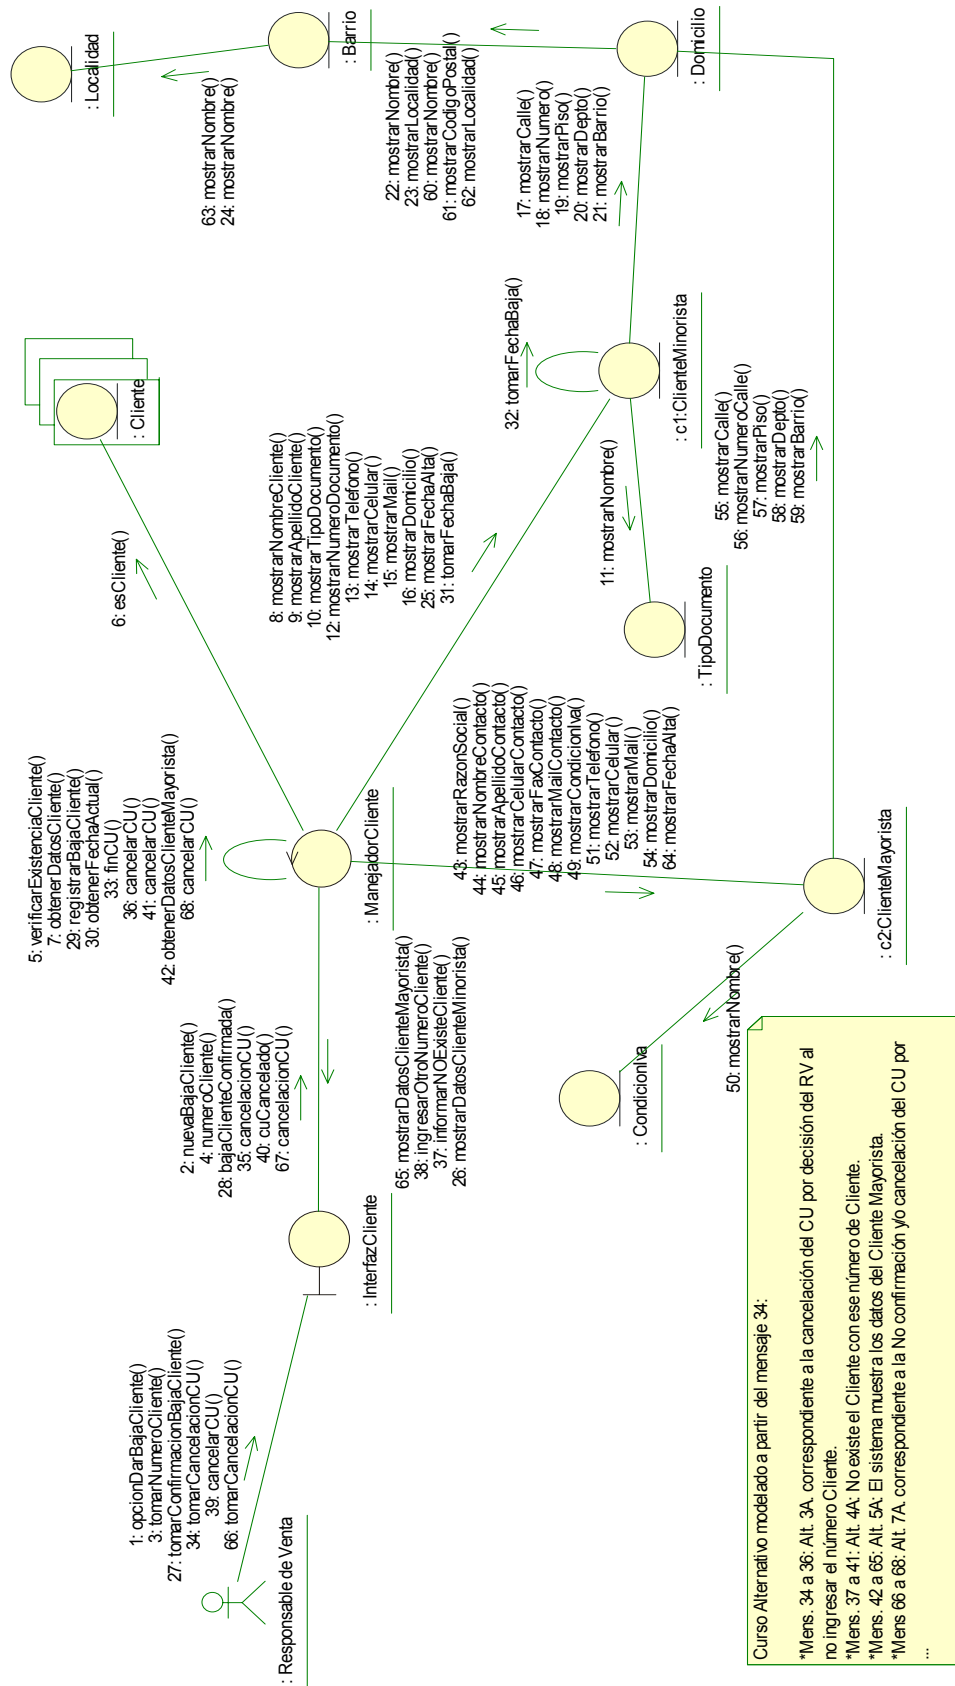 1: opcionDarBajaCliente()
3: tomarNumeroCliente()
27: tomarConfirmacionBajaCliente()
34: tomarCancelacionCU()
39: cancelarCU()
66: tomarCancelacionCU()
: Responsable de Venta
2: nuevaBajaCliente()
4: numeroCliente()
28: bajaClienteConfirmada()
35: cancelacionCU()
40: cuCancelado()
67: cancelacionCU()
: InterfazCliente
65: mostrarDatosClienteMayorista()
38: ingresarOtroNumeroCliente()
37: informarNOExisteCliente()
26: mostrarDatosClienteMinorista()
5: verificarExistenciaCliente()
7: obtenerDatosCliente()
29: registrarBajaCliente()
30: obtenerFechaActual()
33: finCU()
36: cancelarCU()
41: cancelarCU()
42: obtenerDatosClienteMayorista()
68: cancelarCU()
: ManejadorCliente
6: esCliente()
: Cliente
8: mostrarNombreCliente()
9: mostrarApellidoCliente()
10: mostrarTipoDocumento()
12: mostrarNumeroDocumento()
13: mostrarTelefono()
14: mostrarCelular()
15: mostrarMail()
16: mostrarDomicilio()
25: mostrarFechaAlta()
31: tomarFechaBaja()
32: tomarFechaBaja()
: c1:ClienteMinorista
11: mostrarNombre()
: TipoDocumento
17: mostrarCalle()
18: mostrarNumero()
19: mostrarPiso()
20: mostrarDepto()
21: mostrarBarrio()
: Domicilio
22: mostrarNombre()
23: mostrarLocalidad()
60: mostrarNombre()
61: mostrarCodigoPostal()
62: mostrarLocalidad()
: Barrio
63: mostrarNombre()
24: mostrarNombre()
: Localidad
43: mostrarRazonSocial()
44: mostrarNombreContacto()
45: mostrarApellidoContacto()
46: mostrarCelularContacto()
47: mostrarFaxContacto()
48: mostrarMailContacto()
49: mostrarCondicionIva()
51: mostrarTelefono()
52: mostrarCelular()
53: mostrarMail()
54: mostrarDomicilio()
64: mostrarFechaAlta()
: c2:ClienteMayorista
50: mostrarNombre()
: CondicionIva
55: mostrarCalle()
56: mostrarNumeroCalle()
57: mostrarPiso()
58: mostrarDepto()
59: mostrarBarrio()
Curso Alternativo modelado a partir del mensaje 34:
*Mens. 34 a 36: Alt. 3A. correspondiente a la cancelación del CU por decisión del RV al
no ingresar el número Cliente.
*Mens. 37 a 41: Alt. 4A: No existe el Cliente con ese número de Cliente.
*Mens. 42 a 65: Alt. 5A: El sistema muestra los datos del Cliente Mayorista.
*Mens 66 a 68: Alt. 7A. correspondiente a la No confirmación y/o cancelación del CU por
...